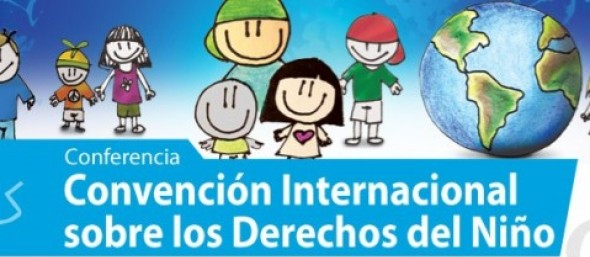 Conferencia
Convención Internacional
sobre los Derechos del Niño